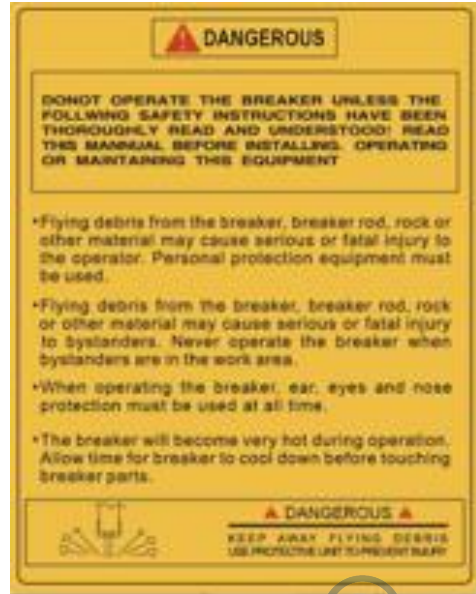 DANGEROUS
DONOT OPERATE THE BREAKER UNLESS THE
FOLLWING SAFETY INSTRUCTIONS HAVE BEEN
THOROUGHLY READ AND UNDERSTOOD! READ
THIS MANNUAL BEFORE INSTALLING. OPERATING
OR MAINTAINING THIS EQUIPMENT
•Flying debris from the breaker, breaker rod, rock or
other material may cause serious or fatal injury to
the operator. Personal protection equipment must
be used.
•Flying debris from the breaker, breaker rod, rock
or other material may cause serious or fatal injury
to bystanders. Never operate the breaker when
bystanders are in the work area.
•When operating the breaker, ear, eyes and nose
protection must be used at all time.
•The breaker will become very hot during operation.
Allow time for breaker to cool down before touching
breaker parts.
DANGEROUS
KEEP AWAY FLYING DEBRIS
USE PROTECTIVE UNIT TO PREVENT INJURY